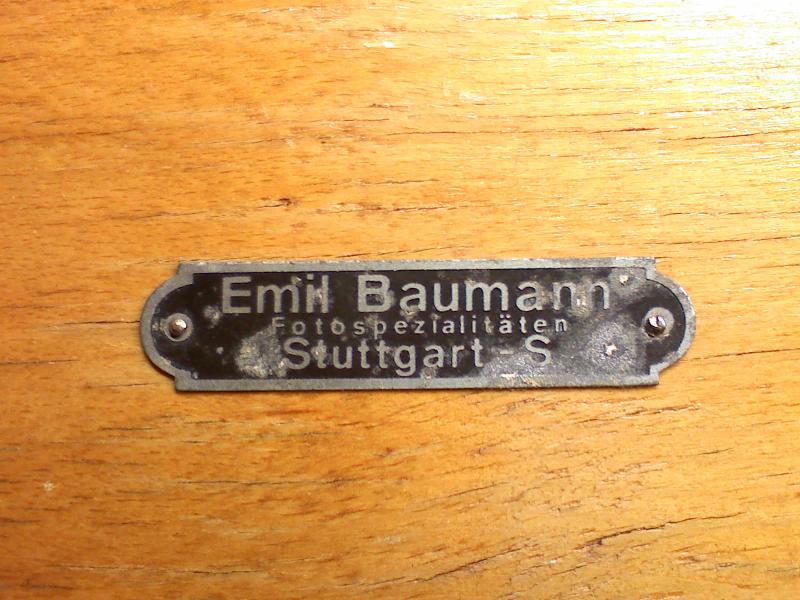 Emil Baumann
Fotospezialitäten
Stuttgart-S